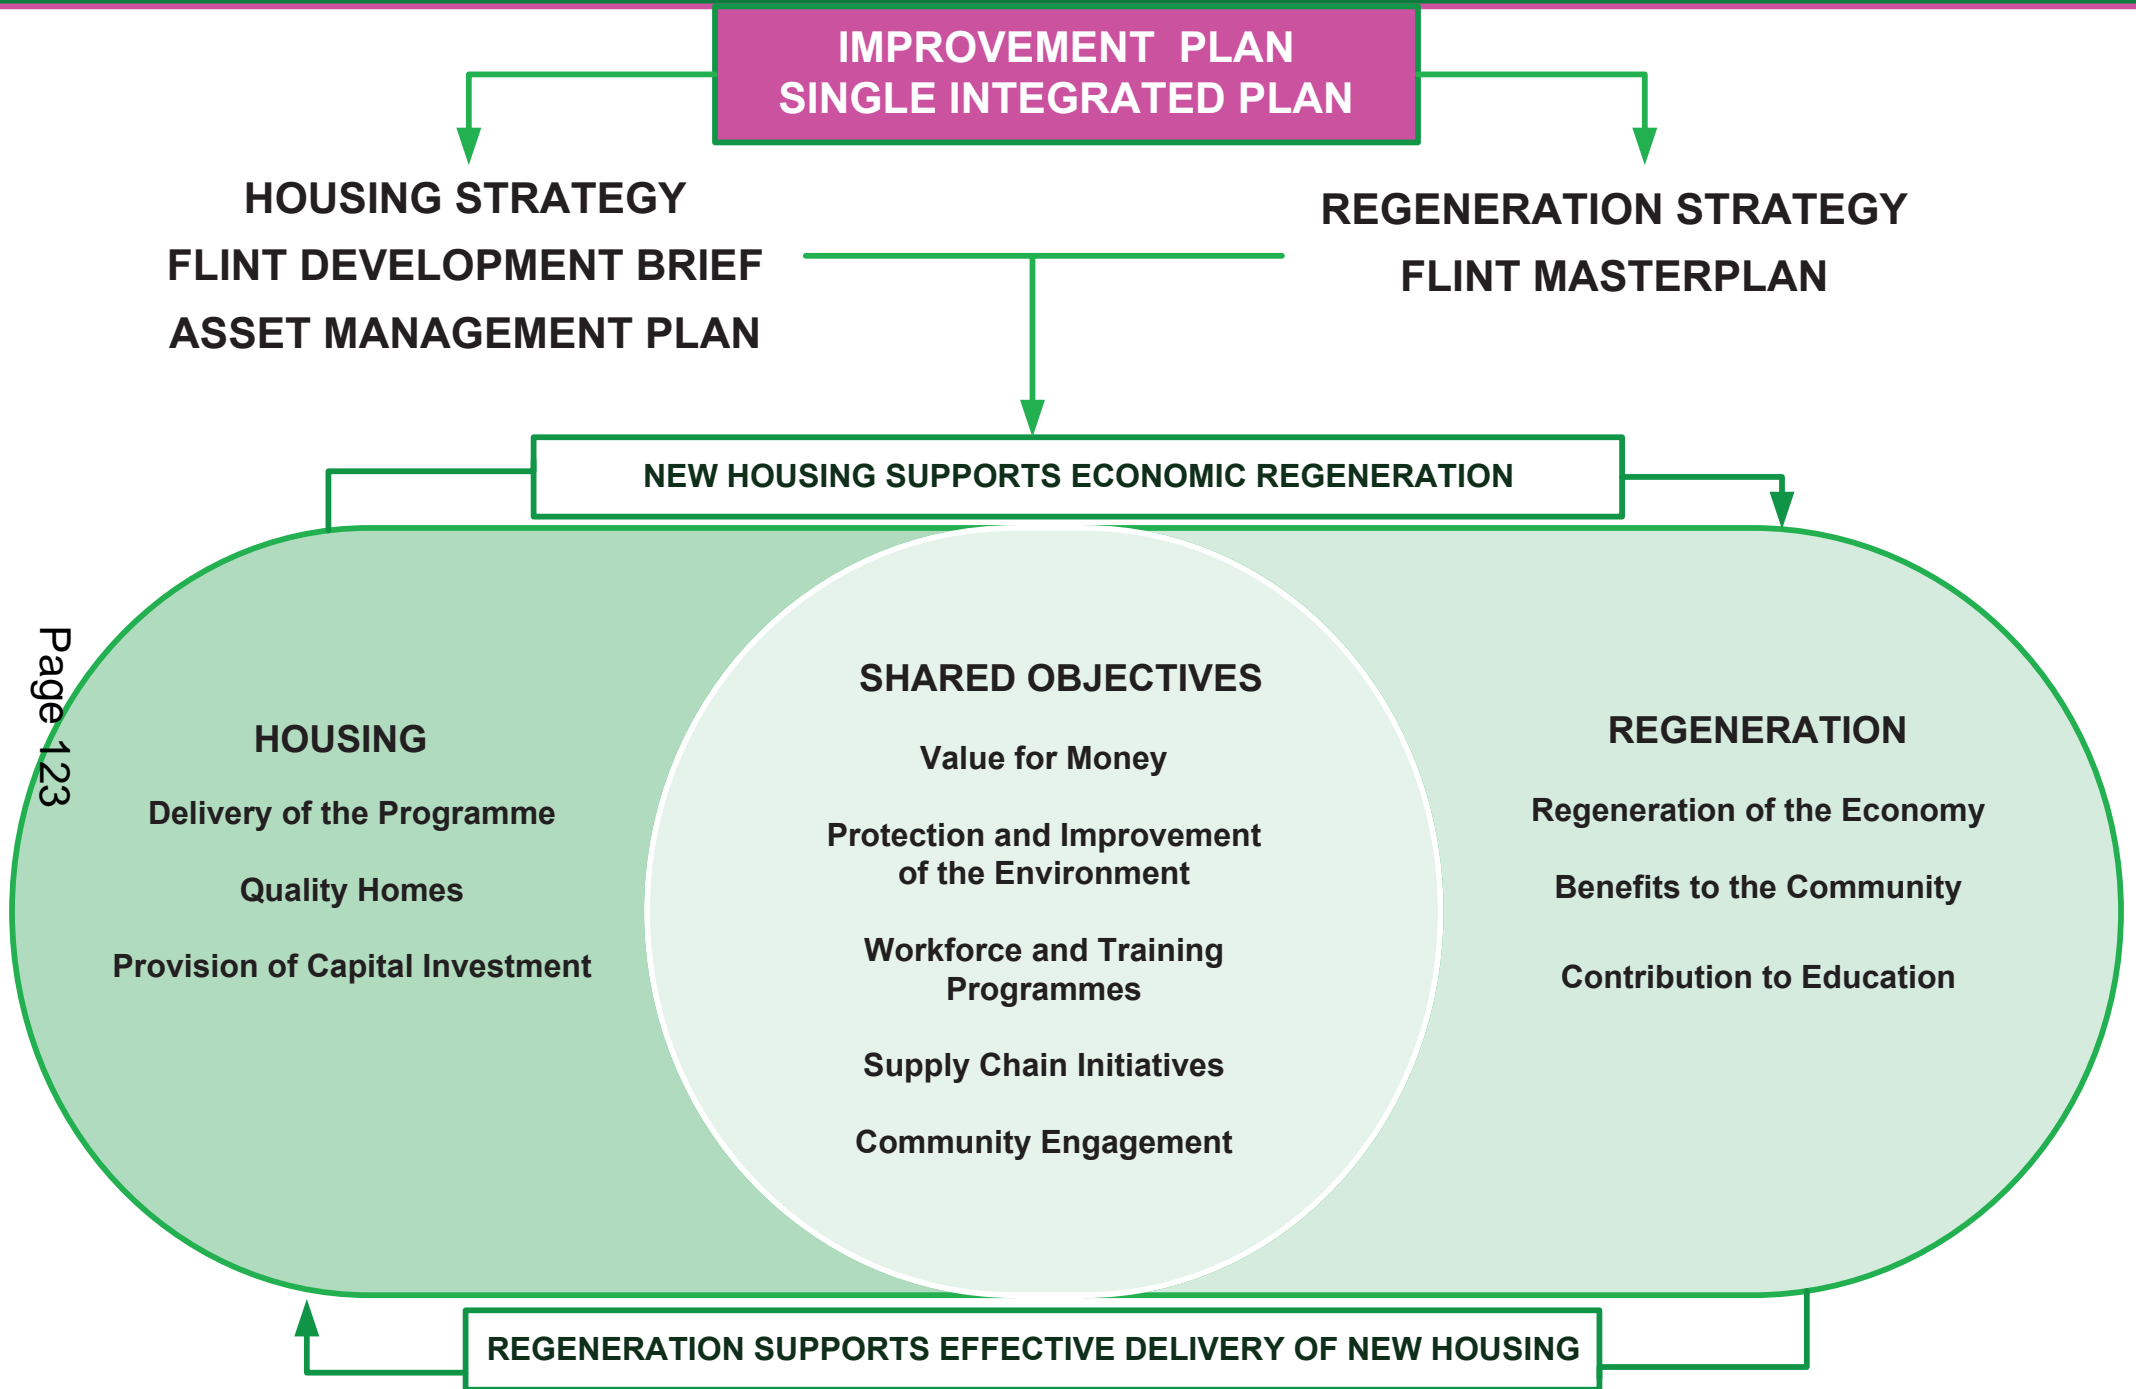 IMPROVEMENT PLAN
SINGLE INTEGRATED PLAN
HOUSING STRATEGY
FLINT DEVELOPMENT BRIEF
ASSET MANAGEMENT PLAN
REGENERATION STRATEGY
FLINT MASTERPLAN
NEW HOUSING SUPPORTS ECONOMIC REGENERATION
Page 123
HOUSING
Delivery of the Programme
Quality Homes
Provision of Capital Investment
SHARED OBJECTIVES
Value for Money
Protection and Improvement
of the Environment
Workforce and Training
Programmes
Supply Chain Initiatives
Community Engagement
REGENERATION
Regeneration of the Economy
Benefits to the Community
Contribution to Education
REGENERATION SUPPORTS EFFECTIVE DELIVERY OF NEW HOUSING